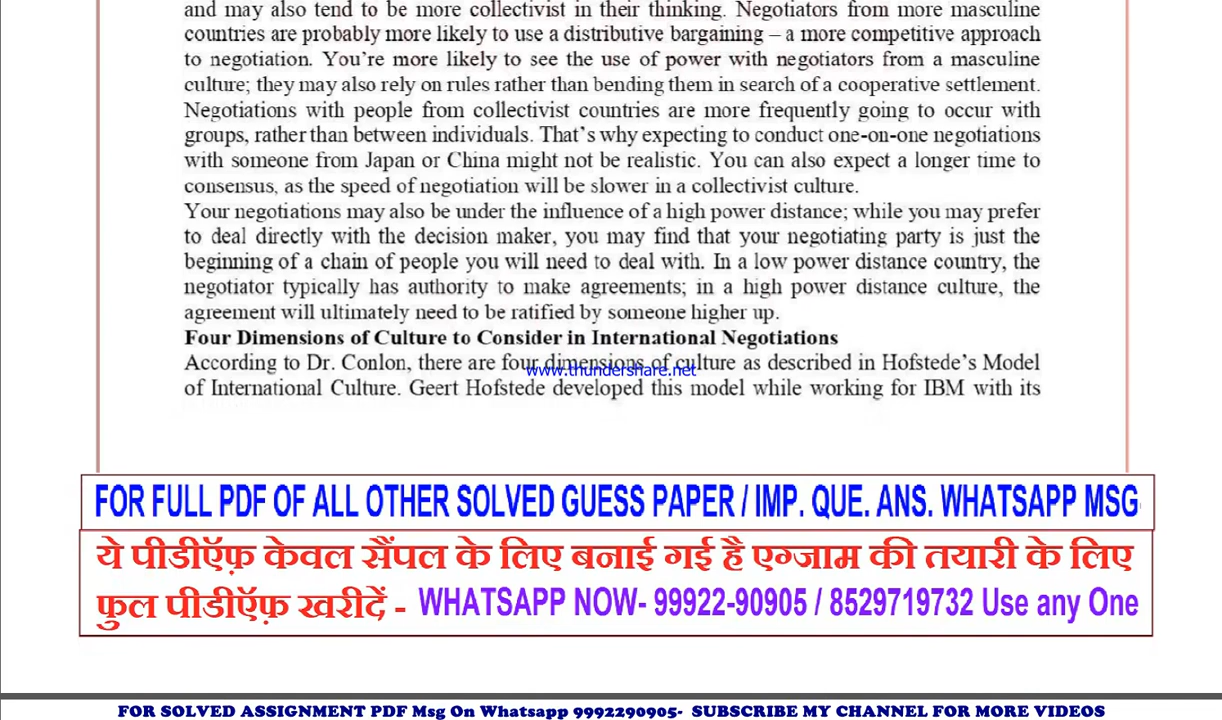 and may also tend to be more collectivist in their thinking. Negotiators from more masculine
countries are probably more likely to use a distributive bargaining – a more competitive approach
to negotiation. You're more likely to see the use of power with negotiators from a masculine
culture; they may also rely on rules rather than bending them in search of a cooperative settlement.
Negotiations with people from collectivist countries are more frequently going to occur with
groups, rather than between individuals. That's why expecting to conduct one-on-one negotiations
with someone from Japan or China might not be realistic. You can also expect a longer time to
consensus, as the speed of negotiation will be slower in a collectivist culture.
Your negotiations may also be under the influence of a high power distance; while you may prefer
to deal directly with the decision maker, you may find that your negotiating party is just the
beginning of a chain of people you will need to deal with. In a low power distance country, the
negotiator typically has authority to make agreements; in a high power distance culture, the
agreement will ultimately need to be ratified by someone higher up.
Four Dimensions of Culture to Consider in International Negotiations
According to Dr. Conlon, there are four dimensions of culture as described in Hofstede's Model
www.thundershare.net
of International Culture. Geert Hofstede developed this model while working for IBM with its
FOR FULL PDF OF ALL OTHER SOLVED GUESS PAPER / IMP. QUE. ANS. WHATSAPP MSG
ये पीडीऍफ़ केवल सैंपल के लिए बनाई गई है एग्जाम की तयारी के लिए
फुल पीडीऍफ़ खरीदें - WHATSAPP NOW- 99922-90905 / 8529719732 Use any One
FOR SOLVED ASSIGNMENT PDF Msg On Whatsapp 9992290905- SUBSCRIBE MY CHANNEL FOR MORE VIDEOS